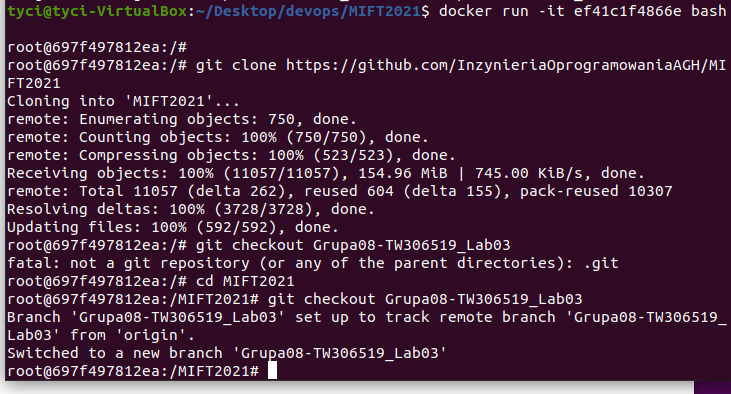 tyci@tyci-VirtualBox:~/Desktop/devops/MIFT2021$ docker run -it ef41c1f4866e bash
root@697f497812ea:/#
root@697f497812ea:/# git clone https://github.com/InzynieriaOprogramowaniaAGH/MI
FT2021
Cloning into 'MIFT2021'...
remote: Enumerating objects: 750, done.
remote: Counting objects: 100% (750/750), done.
remote: Compressing objects: 100% (523/523), done.
Receiving objects: 100% (11057/11057), 154.96 MiB | 745.00 KiB/s, done.
remote: Total 11057 (delta 262), reused 604 (delta 155), pack-reused 10307
Resolving deltas: 100% (3728/3728), done.
Updating files: 100% (592/592), done.
root@697f497812ea:/# git checkout Grupa08-TW306519_Lab03
fatal: not a git repository (or any of the parent directories): .git
root@697f497812ea:/# cd MIFT2021
root@697f497812ea:/MIFT2021# git checkout Grupa08-TW306519_Lab03
Branch 'Grupa08-TW306519_Lab03' set up to track remote branch 'Grupa08-TW306519_
Lab03' from 'origin'.
Switched to a new branch 'Grupa08-TW306519_Lab03'
root@697f497812ea:/MIFT2021#